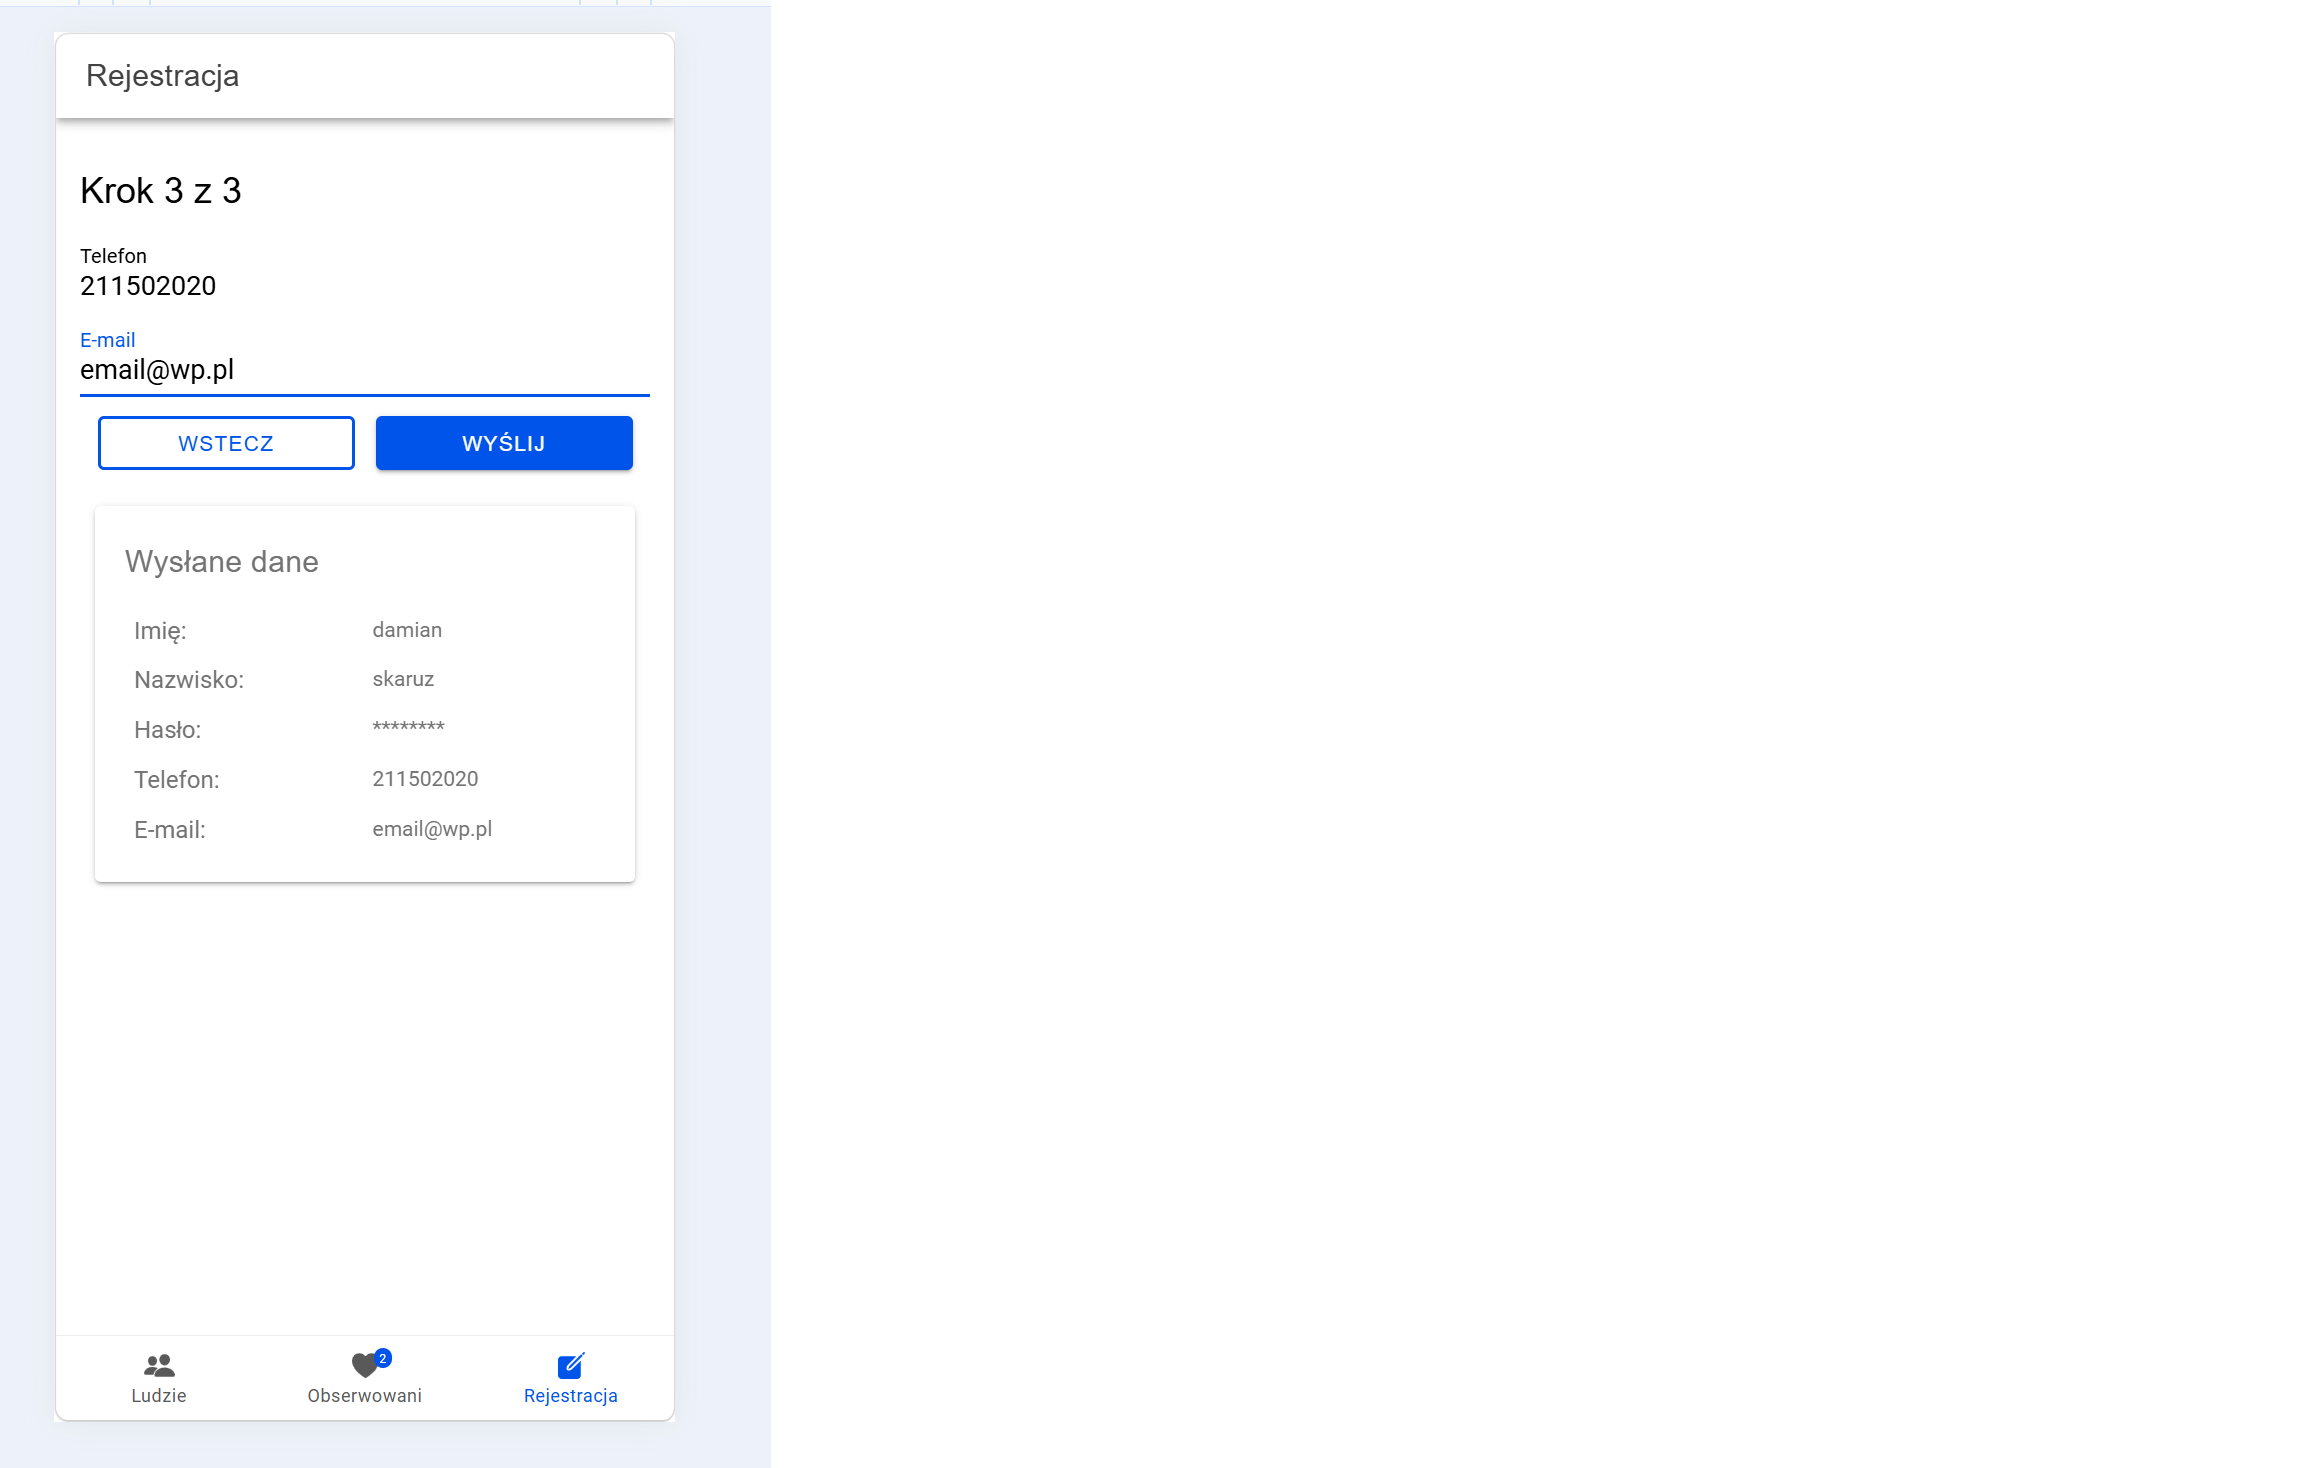 Rejestracja
Krok 3 z 3
Telefon
211502020
E-mail
email@wp.pl
WSTECZ WYŚLIJ
Wysłane dane
Imię: damian
Nazwisko: skaruz
Hasło: ********
Telefon: 211502020
E-mail: email@wp.pl
2
Ludzie Obserwowani Rejestracja